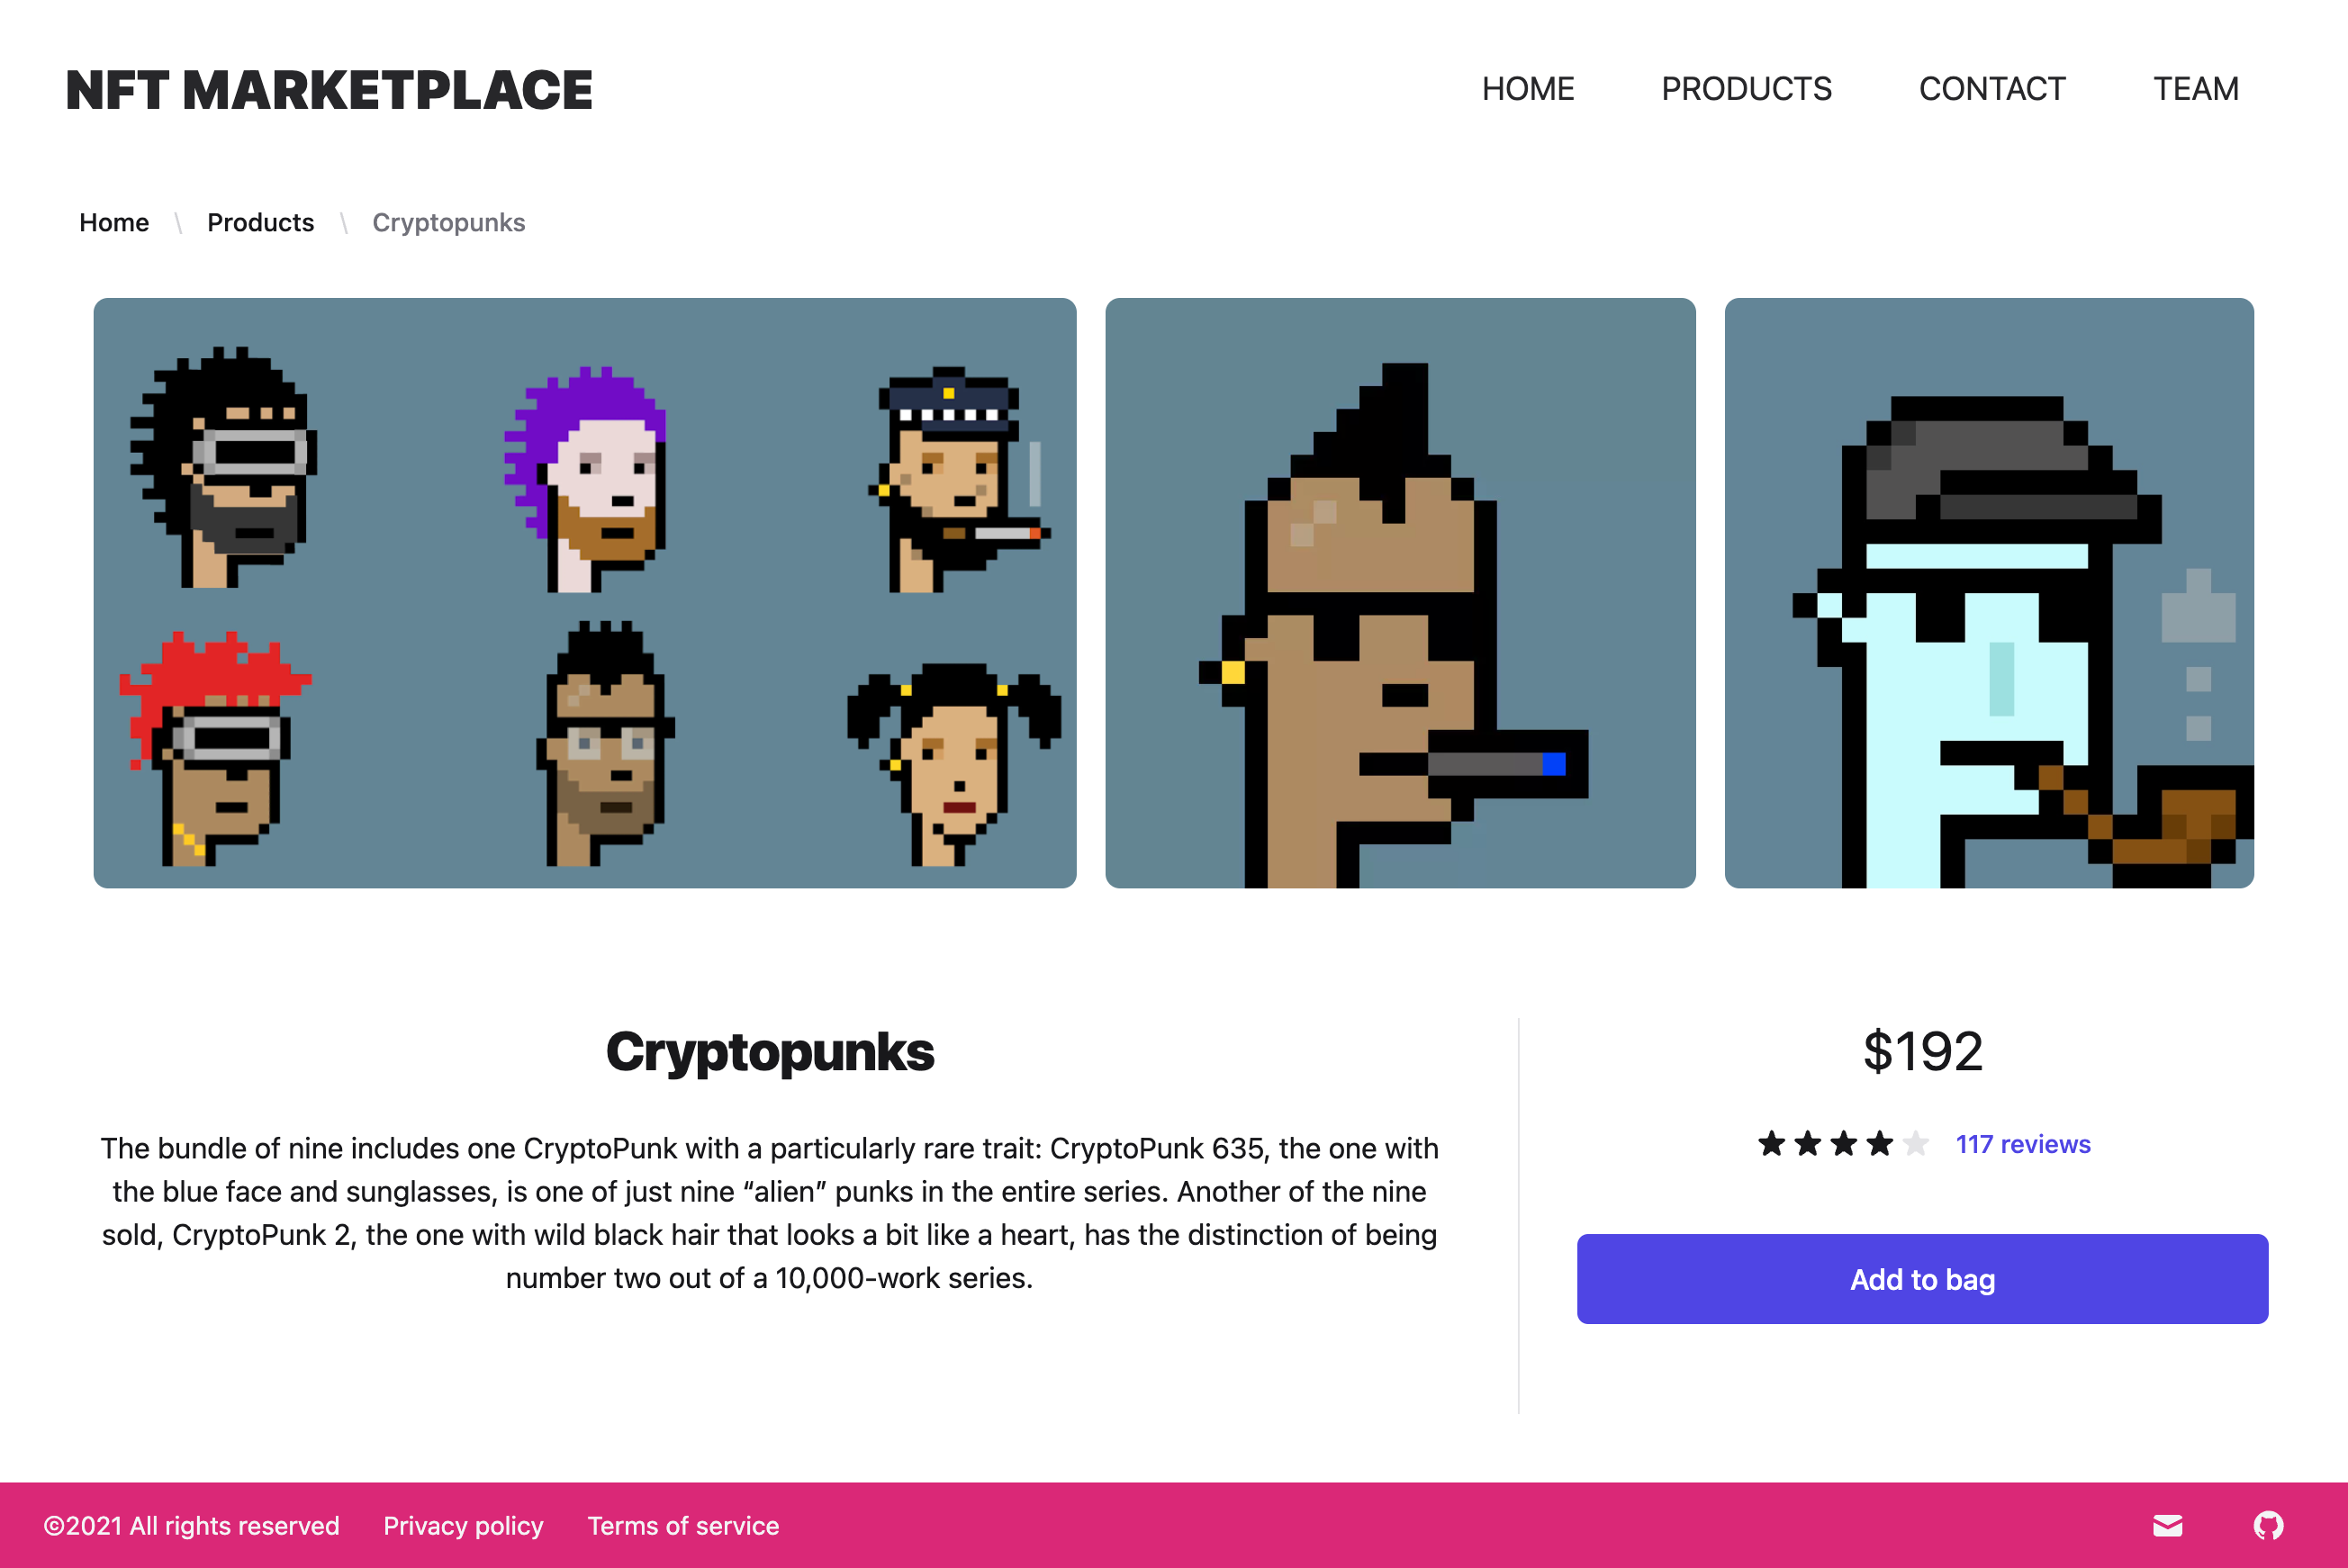 NFT MARKETPLACE
HOME PRODUCTS CONTACT TEAM
Home \ Products \ Cryptopunks
Cryptopunks
The bundle of nine includes one CryptoPunk with a particularly rare trait: CryptoPunk 635, the one with
the blue face and sunglasses, is one of just nine “alien” punks in the entire series. Another of the nine
sold, CryptoPunk 2, the one with wild black hair that looks a bit like a heart, has the distinction of being
number two out of a 10,000-work series.
$192
117 reviews
Add to bag
©2021 All rights reserved Privacy policy Terms of service